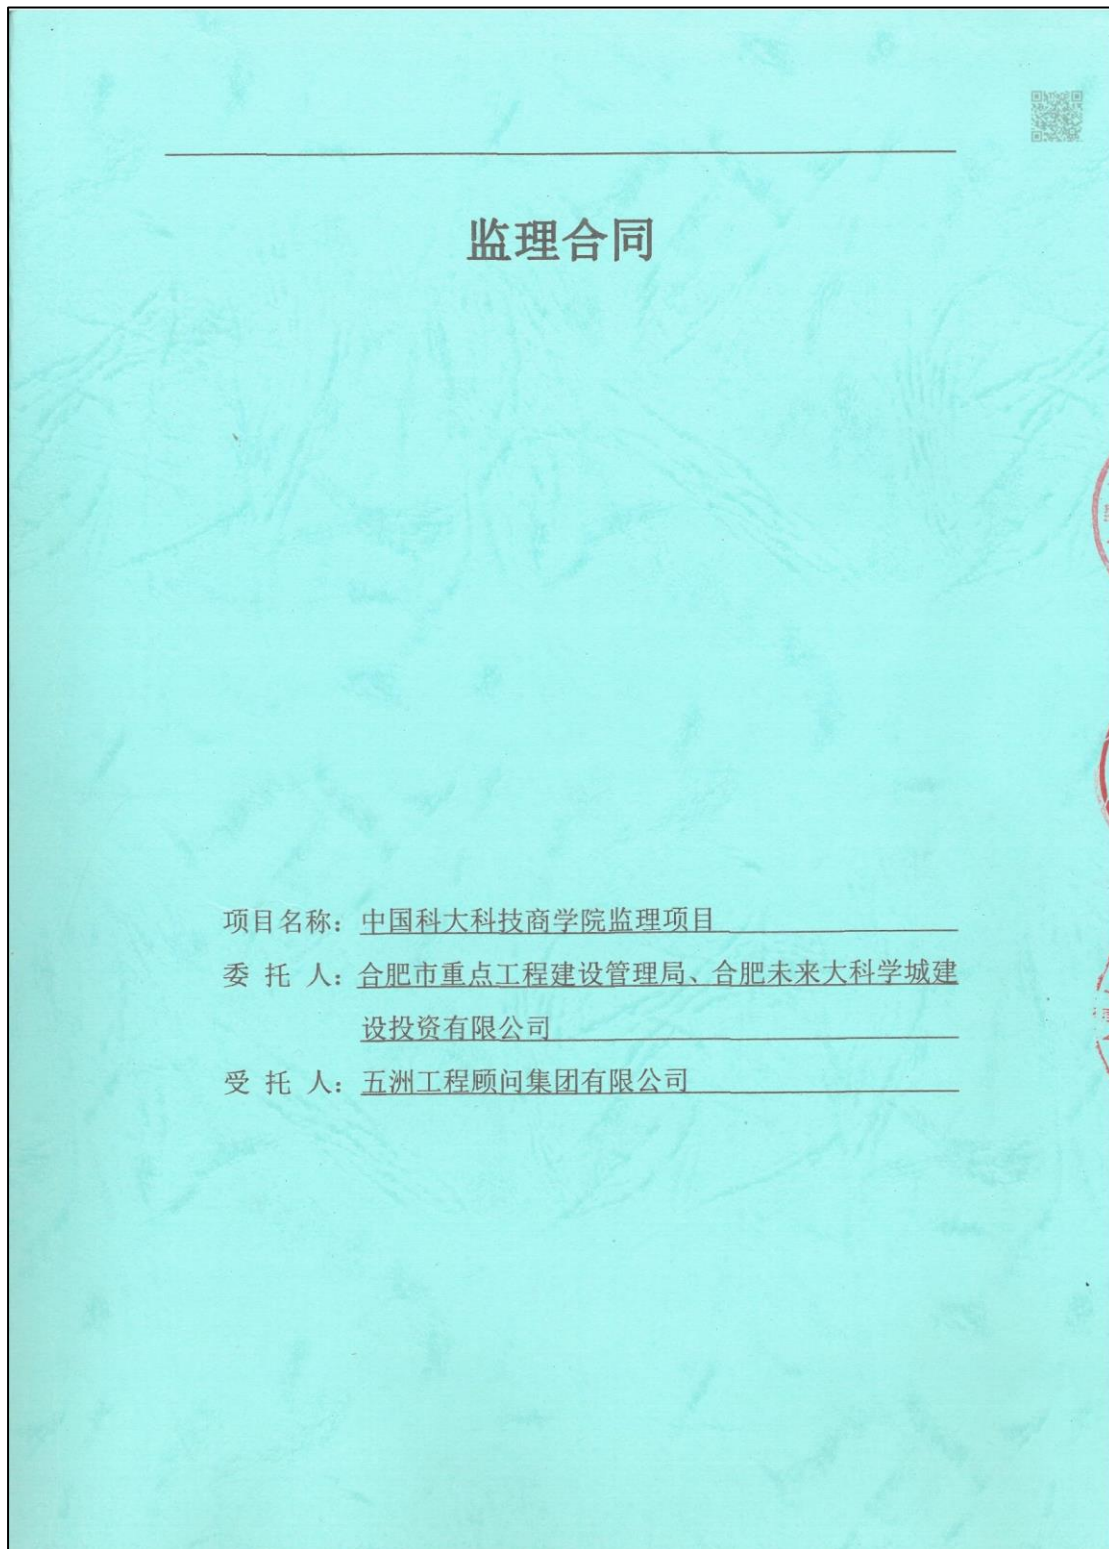 监理合同
项目名称：中国科大科技商学院监理项目
委 托 人：合肥市重点工程建设管理局、合肥未来大科学城建
设投资有限公司
受 托 人：五洲工程顾问集团有限公司